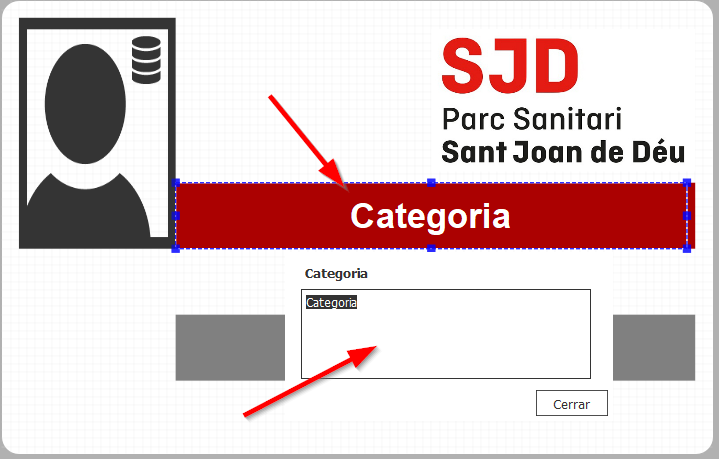 SJD
Parc Sanitari
Sant Joan de Déu
Categoria
Categoria
Categoria
Cerrar